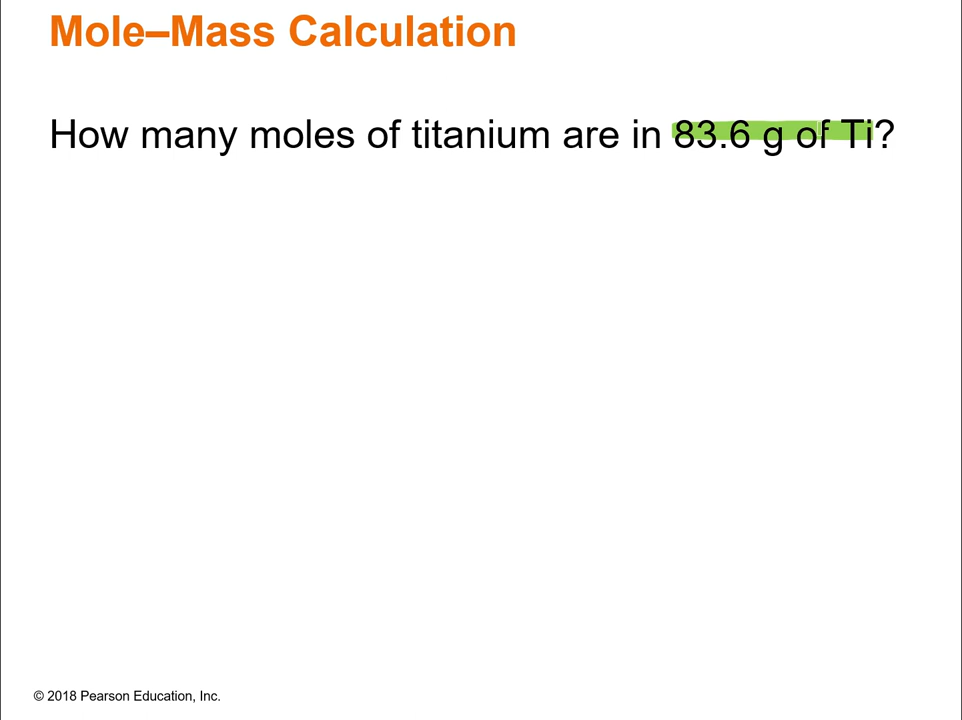 Mole–Mass Calculation
How many moles of titanium are in 83.6 g of Ti?
© 2018 Pearson Education, Inc.